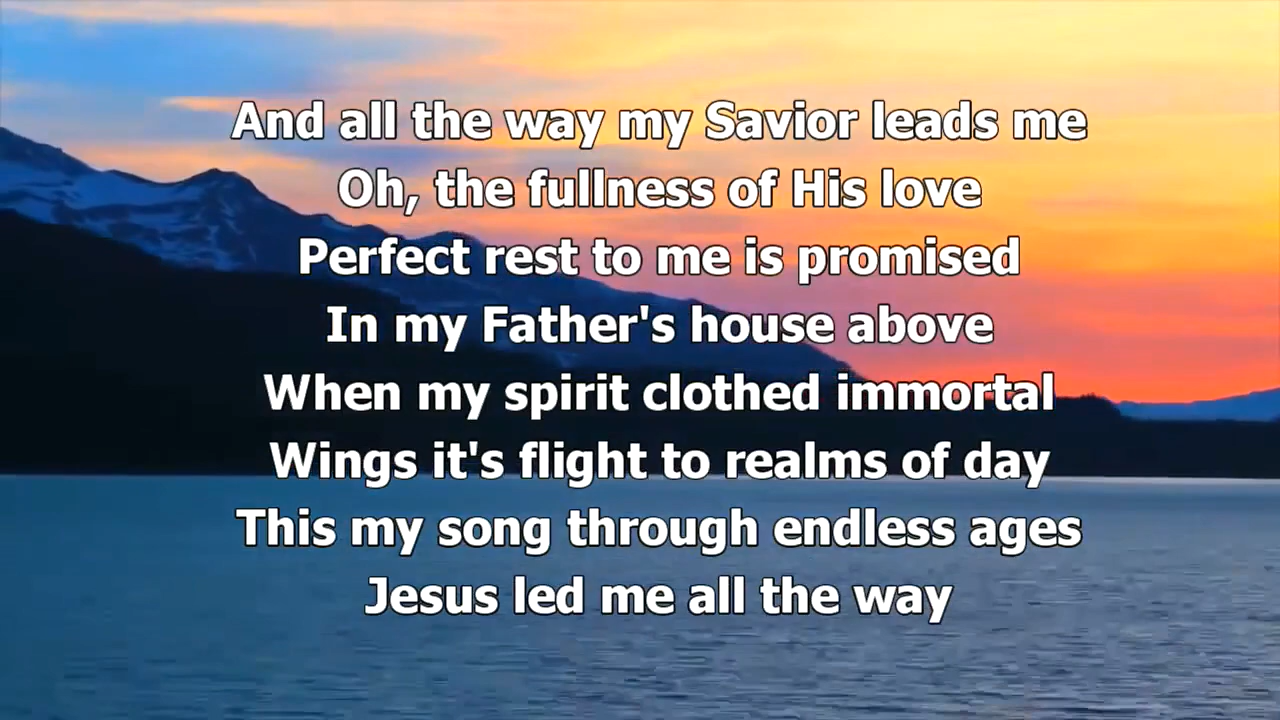 And all the way my Savior leads me
Oh, the fullness of His love
Perfect rest to me is promised
In my Father's house above
When my spirit clothed immortal
Wings it's flight to realms of day
This my song through endless ages
Jesus led me all the way